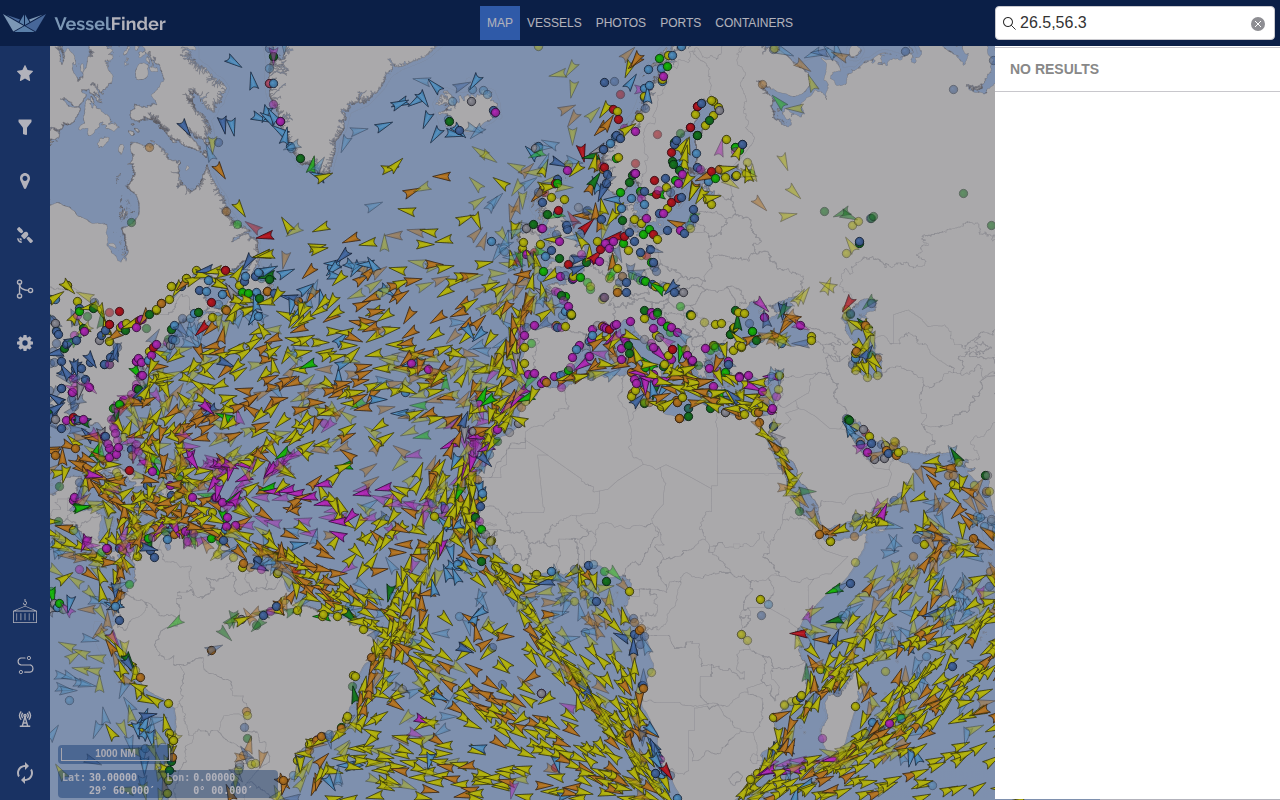 VesselFinder
MAP VESSELS PHOTOS PORTS CONTAINERS
26.5,56.3
NO RESULTS
1000 NM
Lat: 30.00000 Lon: 0.00000
29° 60.000′ 0° 00.000′